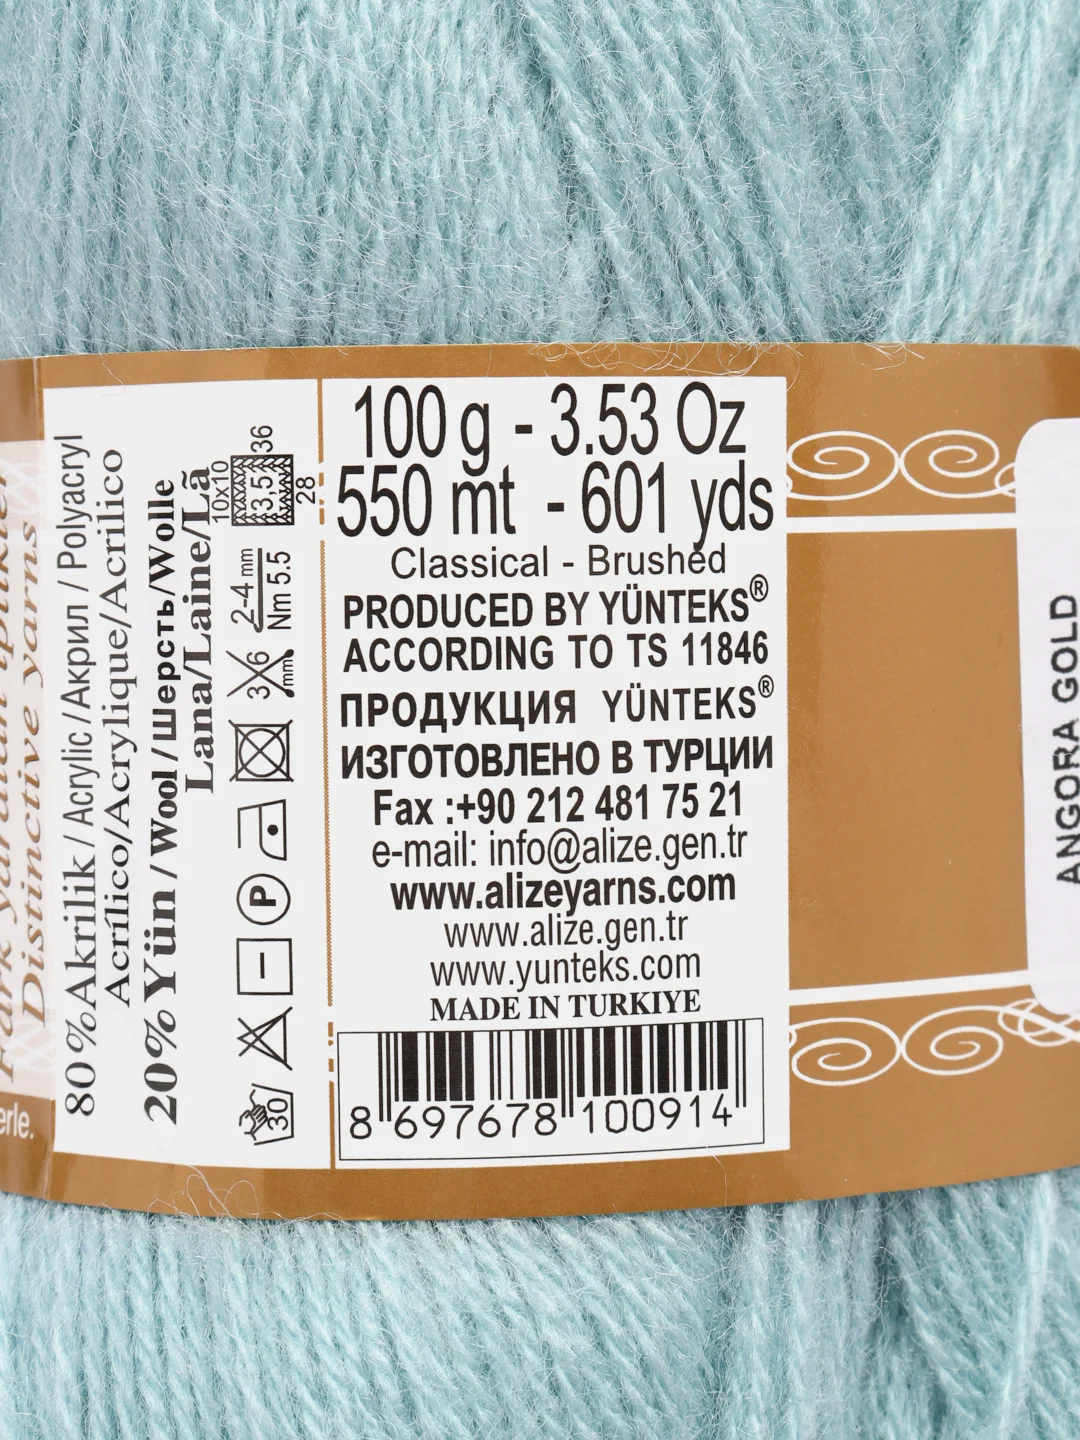 Distinctive yarns
erle.
80%Akrilik / Acrylic / Акрил / Polyacryl
Acrílico/Acrylique/Acrilico
20% Yün / Wool / Шерсть / Wolle
Lana/Laine/Lã
30
P
3 6 mm
2-4 mm
Nm 5.5
10x10
3,5
36
28
100 g - 3.53 Oz
550 mt - 601 yds
Classical - Brushed
PRODUCED BY YÜNTEKS®
ACCORDING TO TS 11846
ПРОДУКЦИЯ YÜNTEKS®
ИЗГОТОВЛЕНО В ТУРЦИИ
Fax :+90 212 481 75 21
e-mail: info@alize.gen.tr
www.alizeyarns.com
www.alize.gen.tr
www.yunteks.com
MADE IN TURKIYE
8 697678 100914
ANGORA GOLD